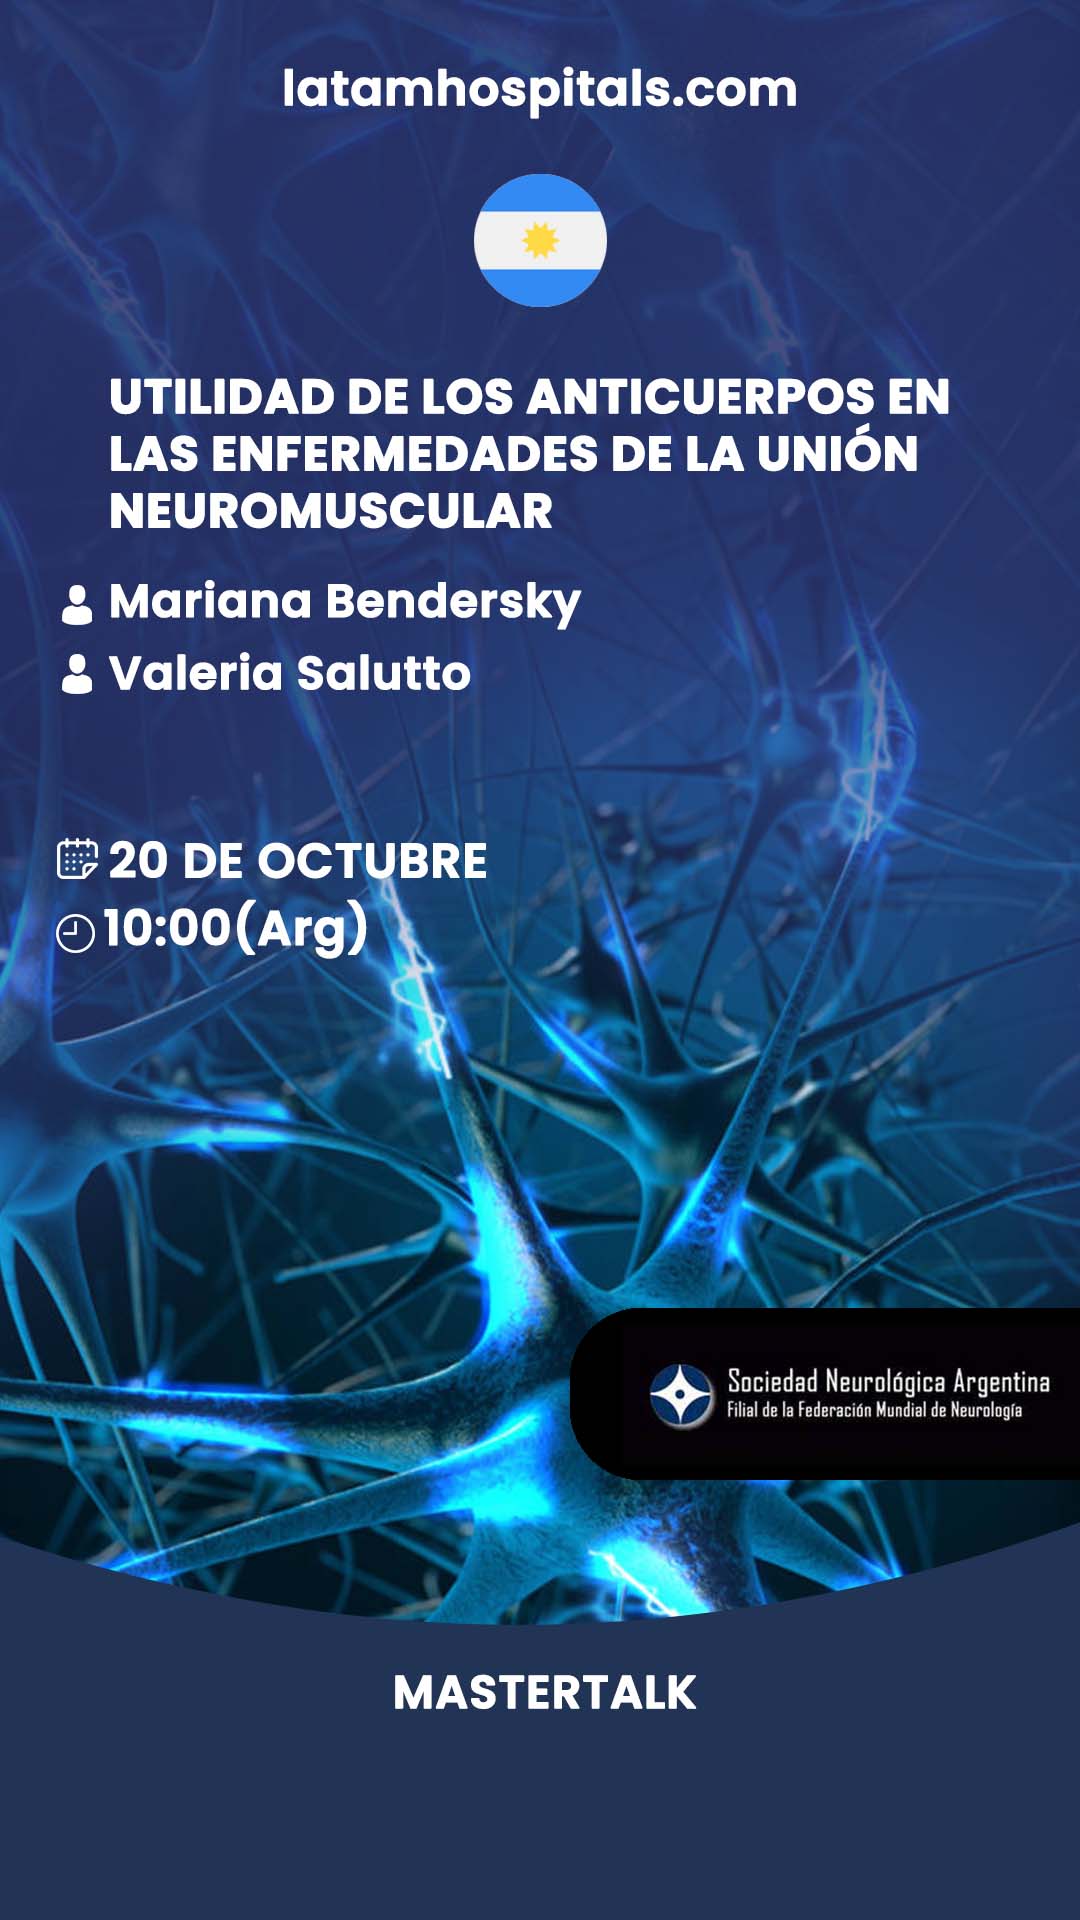 latamhospitals.com
UTILIDAD DE LOS ANTICUERPOS EN
LAS ENFERMEDADES DE LA UNIÓN
NEUROMUSCULAR
Mariana Bendersky
Valeria Salutto
20 DE OCTUBRE
10:00(Arg)
Sociedad Neurológica Argentina
Filial de la Federación Mundial de Neurología
MASTERTALK